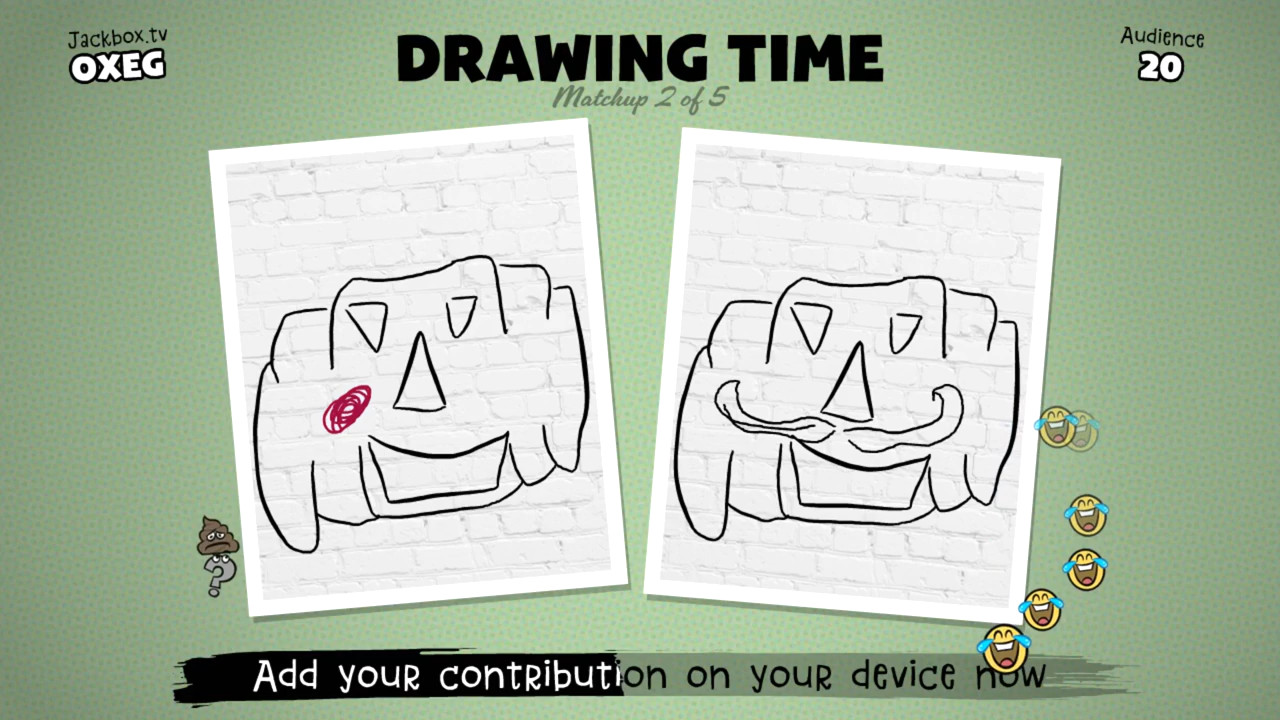 Jackbox.tv
OXEG
DRAWING TIME
Matchup 2 of 5
Audience
20
Add your contribution on your device now